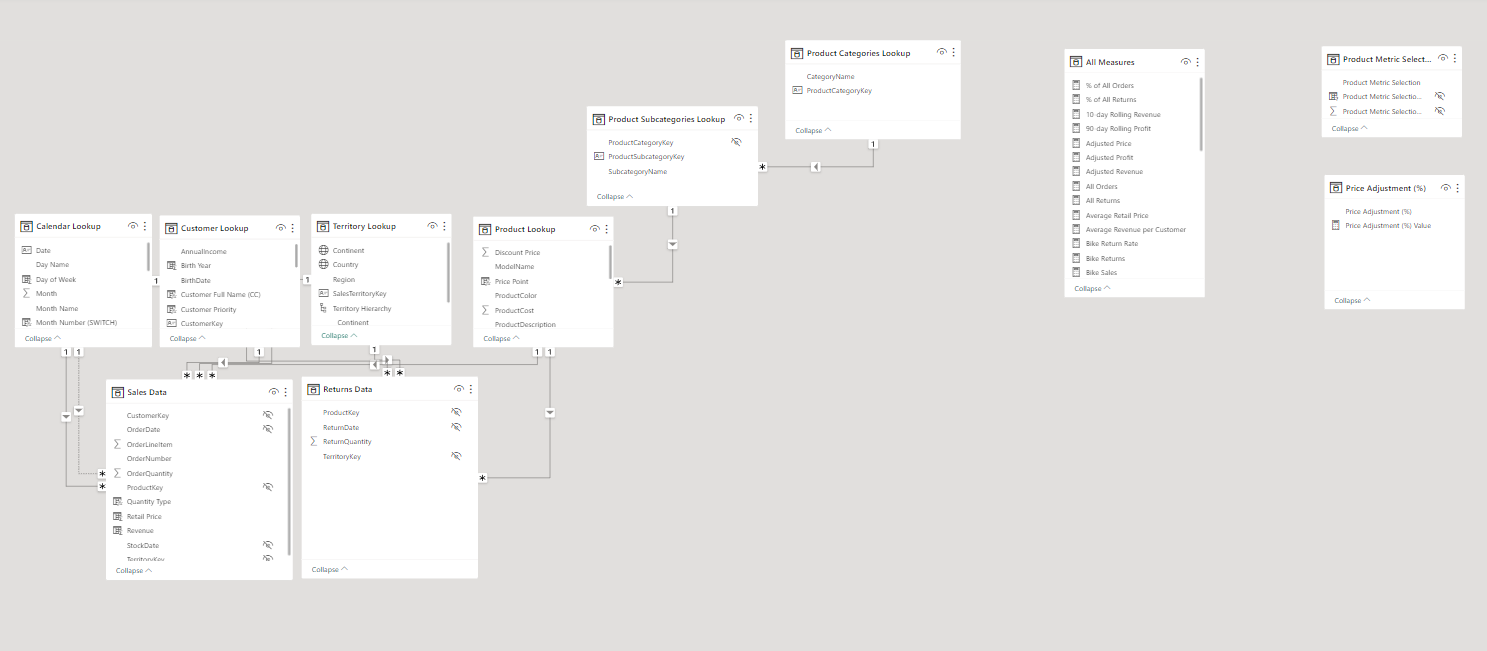 Product Categories Lookup
CategoryName
ProductCategoryKey
Collapse
1
All Measures
% of All Orders
% of All Returns
10-day Rolling Revenue
90-day Rolling Profit
Adjusted Price
Adjusted Profit
Adjusted Revenue
All Orders
All Returns
Average Retail Price
Average Revenue per Customer
Bike Return Rate
Bike Returns
Bike Sales
Collapse
Product Metric Select...
Product Metric Selection
Product Metric Selectio...
Product Metric Selectio...
Collapse
Price Adjustment (%)
Price Adjustment (%)
Price Adjustment (%) Value
Collapse
Product Subcategories Lookup
ProductCategoryKey
ProductSubcategoryKey
SubcategoryName
Collapse
*
1
Calendar Lookup
Date
Day Name
Day of Week
Month
Month Name
Month Number (SWITCH)
Collapse
1
1 1
Customer Lookup
AnnualIncome
Birth Year
BirthDate
Customer Full Name (CC)
Customer Priority
CustomerKey
Collapse
1
1
Territory Lookup
Continent
Country
Region
SalesTerritoryKey
Territory Hierarchy
Continent
Collapse
1
Product Lookup
Discount Price
ModelName
Price Point
ProductColor
ProductCost
ProductDescription
Collapse
*
1 1
* * *
* *
Sales Data
CustomerKey
OrderDate
OrderLineItem
OrderNumber
OrderQuantity
ProductKey
Quantity Type
Retail Price
Revenue
StockDate
TerritoryKey
Collapse
*
*
Returns Data
ProductKey
ReturnDate
ReturnQuantity
TerritoryKey
Collapse
*